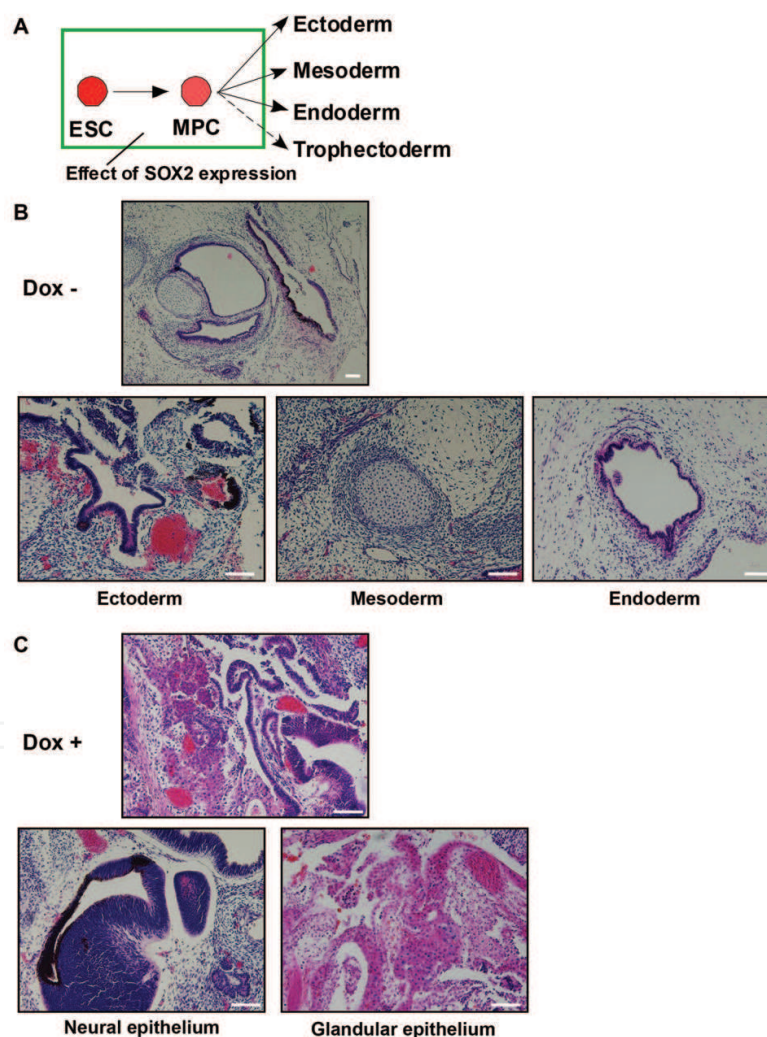 A
ESC
MPC
Ectoderm
Mesoderm
Endoderm
Trophectoderm
Effect of SOX2 expression
B
Dox -
Ectoderm
Mesoderm
Endoderm
C
Dox +
Neural epithelium
Glandular epithelium